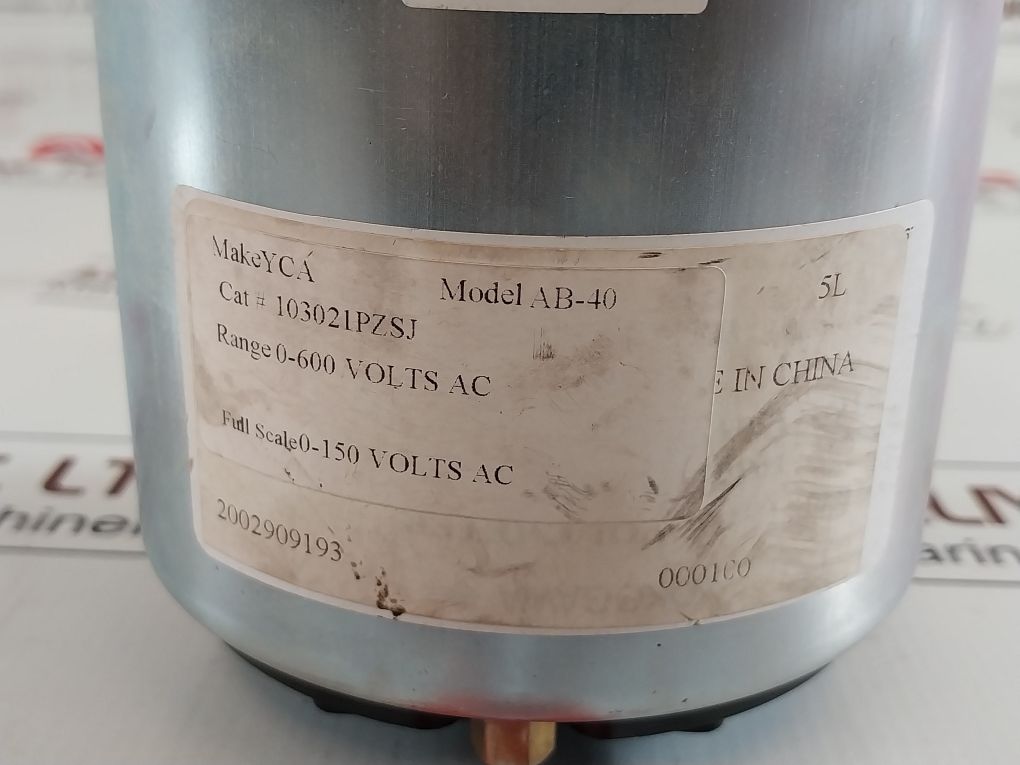 MakeYCA
Model AB-40
5L
Cat # 103021PZSJ
Range 0-600 VOLTS AC
E IN CHINA
Full Scale0-150 VOLTS AC
2002909193
000100